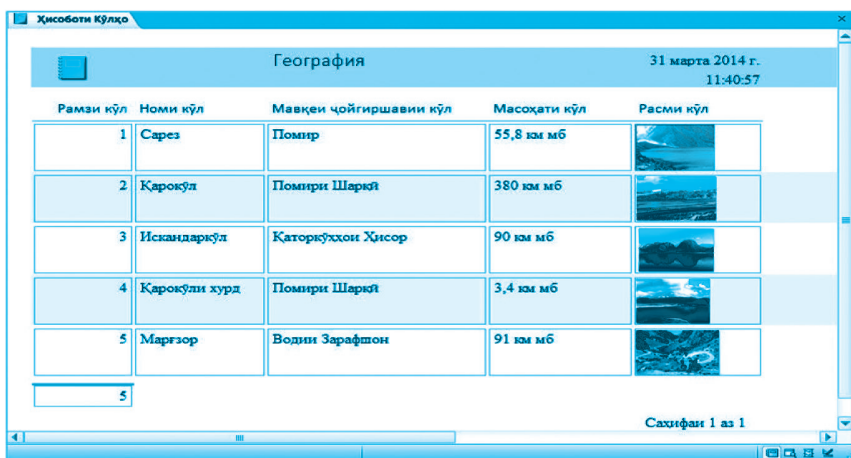 Ҳисоботи Кӯлҳо
География
31 марта 2014 г.
11:40:57
Рамзи кӯл Номи кӯл Мавқеи ҷойгиршавии кӯл Масоҳати кӯл Расми кӯл
1 Сарез Помир 55,8 км мб
2 Қарокӯл Помири Шарқӣ 380 км мб
3 Искандаркӯл Қаторкӯҳҳои Ҳисор 90 км мб
4 Қарокӯли хурд Помири Шарқӣ 3,4 км мб
5 Марғзор Водии Зарафшон 91 км мб
5
Саҳифаи 1 аз 1